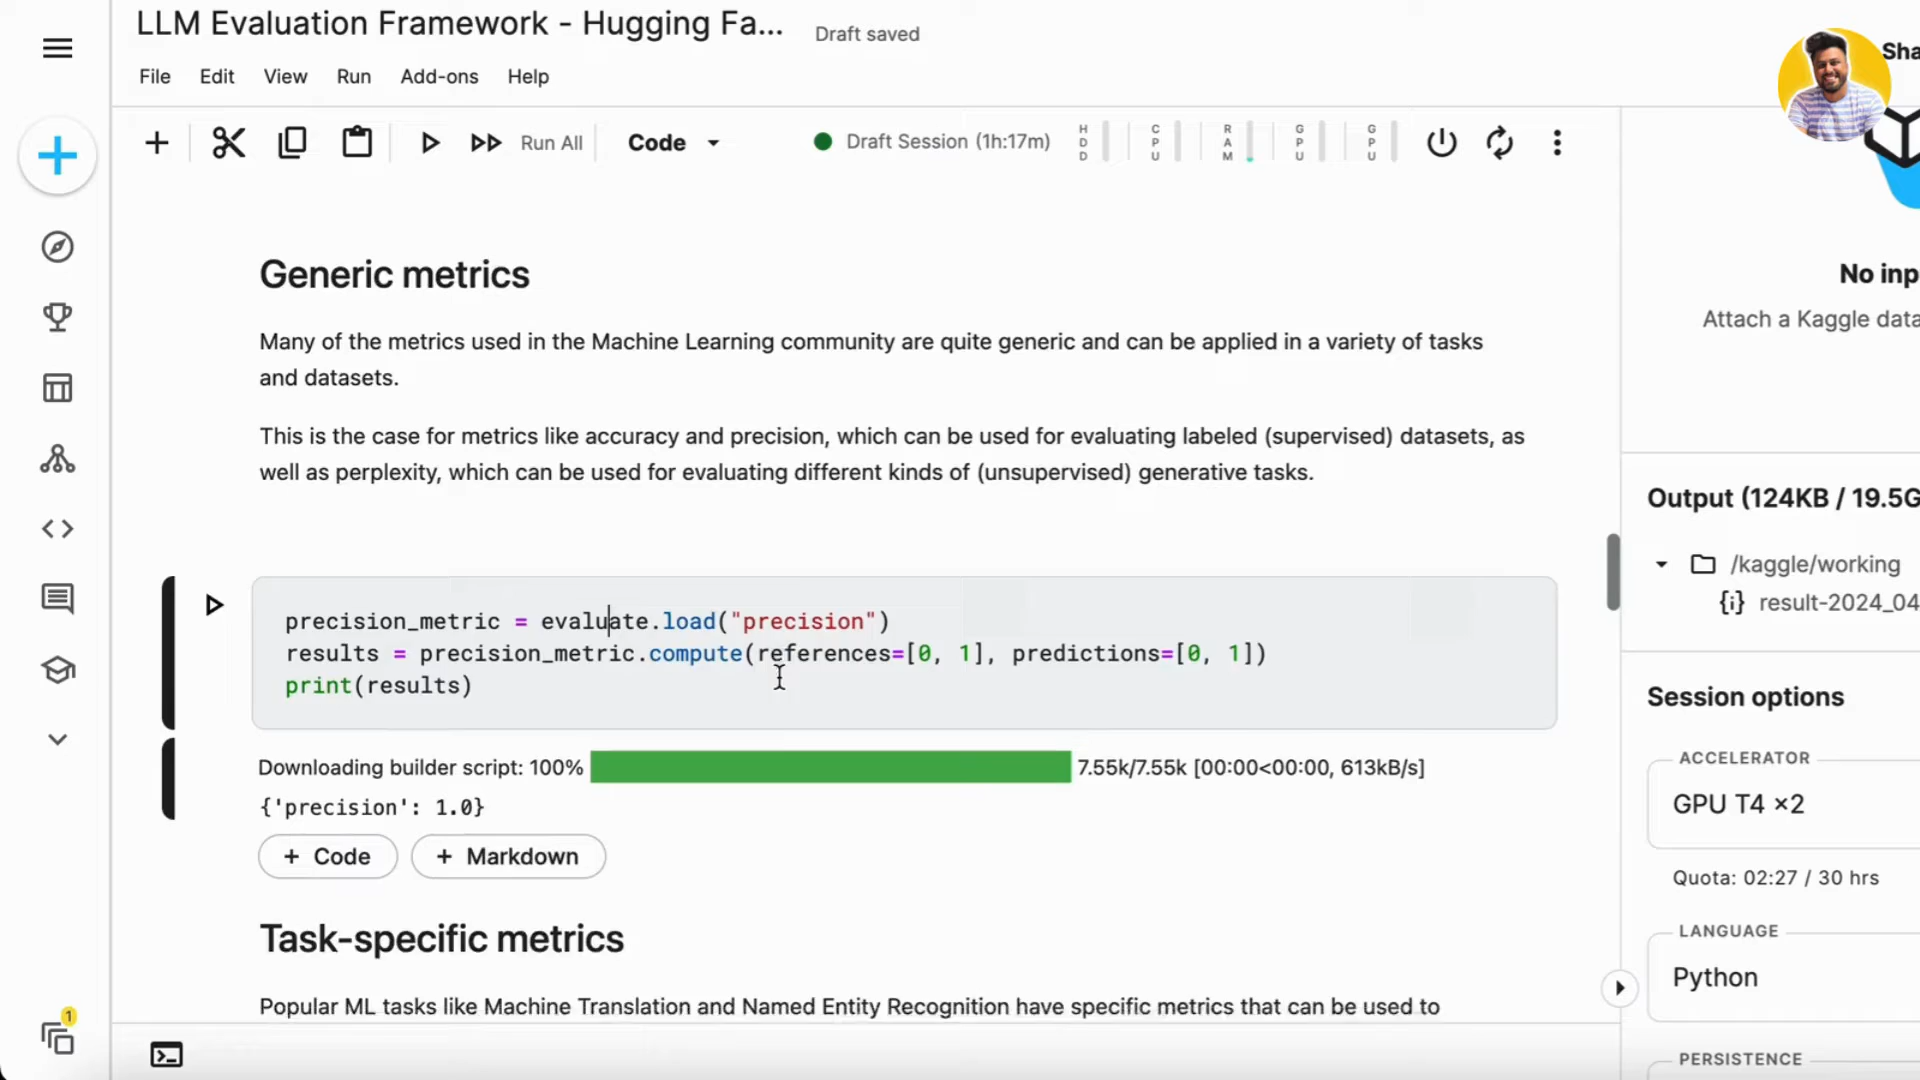 LLM Evaluation Framework - Hugging Fa...
Draft saved
Sha
File Edit View Run Add-ons Help
Run All
Code
Draft Session (1h:17m)
HDD
CPU
RAM
GPU
GPU
Generic metrics
Many of the metrics used in the Machine Learning community are quite generic and can be applied in a variety of tasks
and datasets.
This is the case for metrics like accuracy and precision, which can be used for evaluating labeled (supervised) datasets, as
well as perplexity, which can be used for evaluating different kinds of (unsupervised) generative tasks.
precision_metric = evaluate.load("precision")
results = precision_metric.compute(references=[0, 1], predictions=[0, 1])
print(results)
Downloading builder script: 100% 7.55k/7.55k [00:00<00:00, 613kB/s]
{'precision': 1.0}
+ Code
+ Markdown
Task-specific metrics
Popular ML tasks like Machine Translation and Named Entity Recognition have specific metrics that can be used to
No inp
Attach a Kaggle data
Output (124KB / 19.5G
/kaggle/working
{i} result-2024_04
Session options
ACCELERATOR
GPU T4 ×2
Quota: 02:27 / 30 hrs
LANGUAGE
Python
PERSISTENCE
1